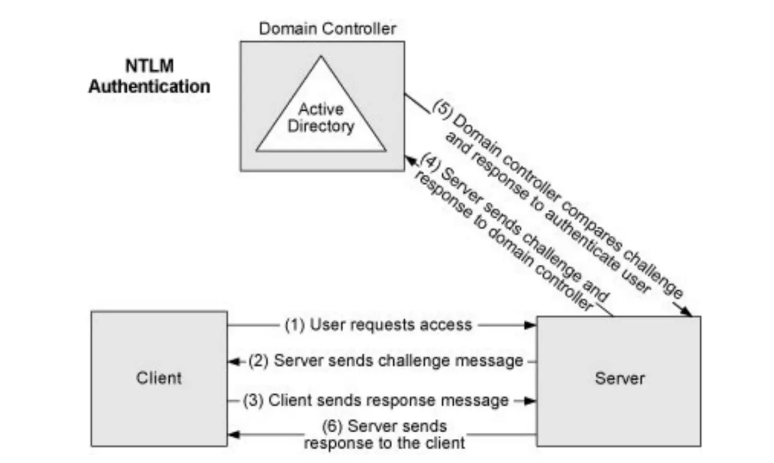 Domain Controller
NTLM
Authentication
Active
Directory
(5) Domain controller compares challenge
and response to authenticate user
(4) Server sends challenge and
response to domain controller
Client
(1) User requests access
(2) Server sends challenge message
(3) Client sends response message
(6) Server sends
response to the client
Server